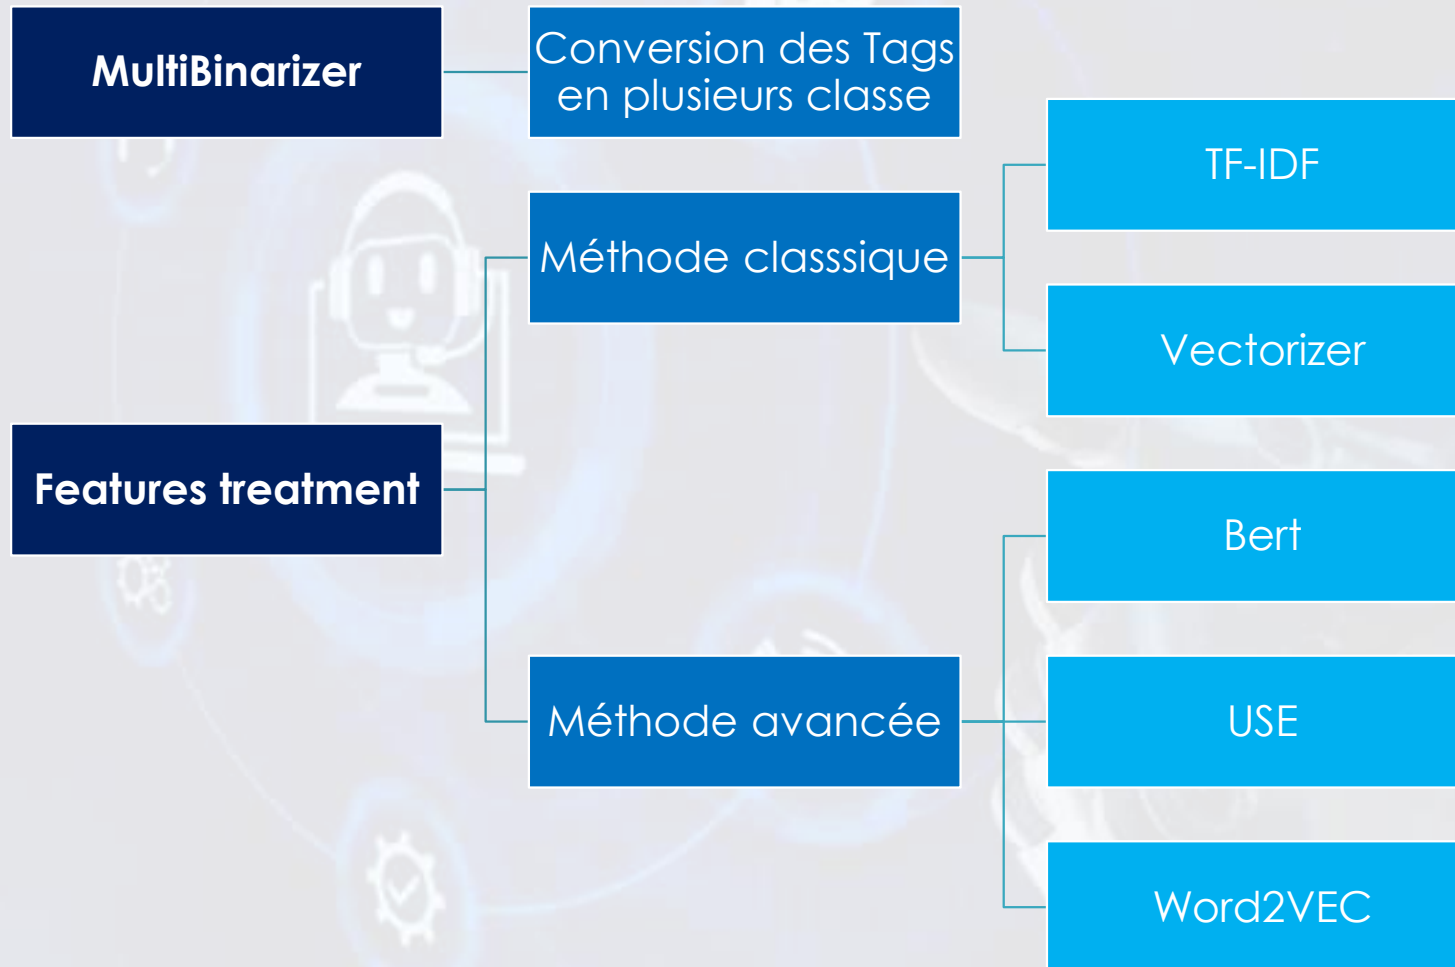 MultiBinarizer
Conversion des Tags
en plusieurs classe
TF-IDF
Méthode classsique
Vectorizer
Features treatment
Bert
Méthode avancée
USE
Word2VEC